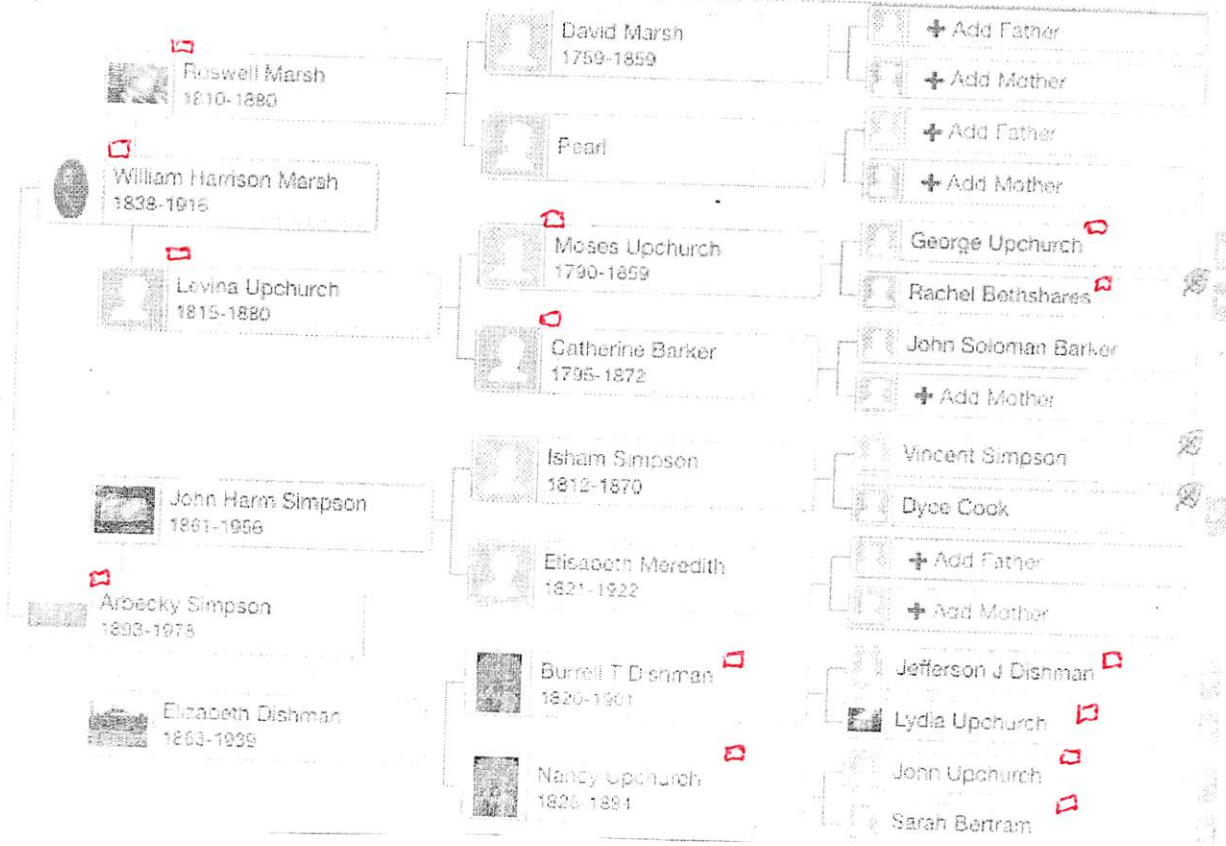 Roswell Marsh
1810-1880
William Harrison Marsh
1838-1916
Levina Upchurch
1815-1880
John Harm Simpson
1861-1956
Arbecky Simpson
1893-1978
Elizabeth Dishman
1863-1939
David Marsh
1759-1859
Pearl
Moses Upchurch
1790-1859
Catherine Barker
1795-1872
Isham Simpson
1812-1870
Elisabeth Meredith
1821-1922
Burrell T Dishman
1820-1901
Nancy Upchurch
1826-1894
+ Add Father
+ Add Mother
+ Add Father
+ Add Mother
George Upchurch
Rachel Bethshares
John Soloman Barker
+ Add Mother
Vincent Simpson
Dyce Cook
+ Add Father
+ Add Mother
Jefferson J Dishman
Lydia Upchurch
John Upchurch
Sarah Bertram